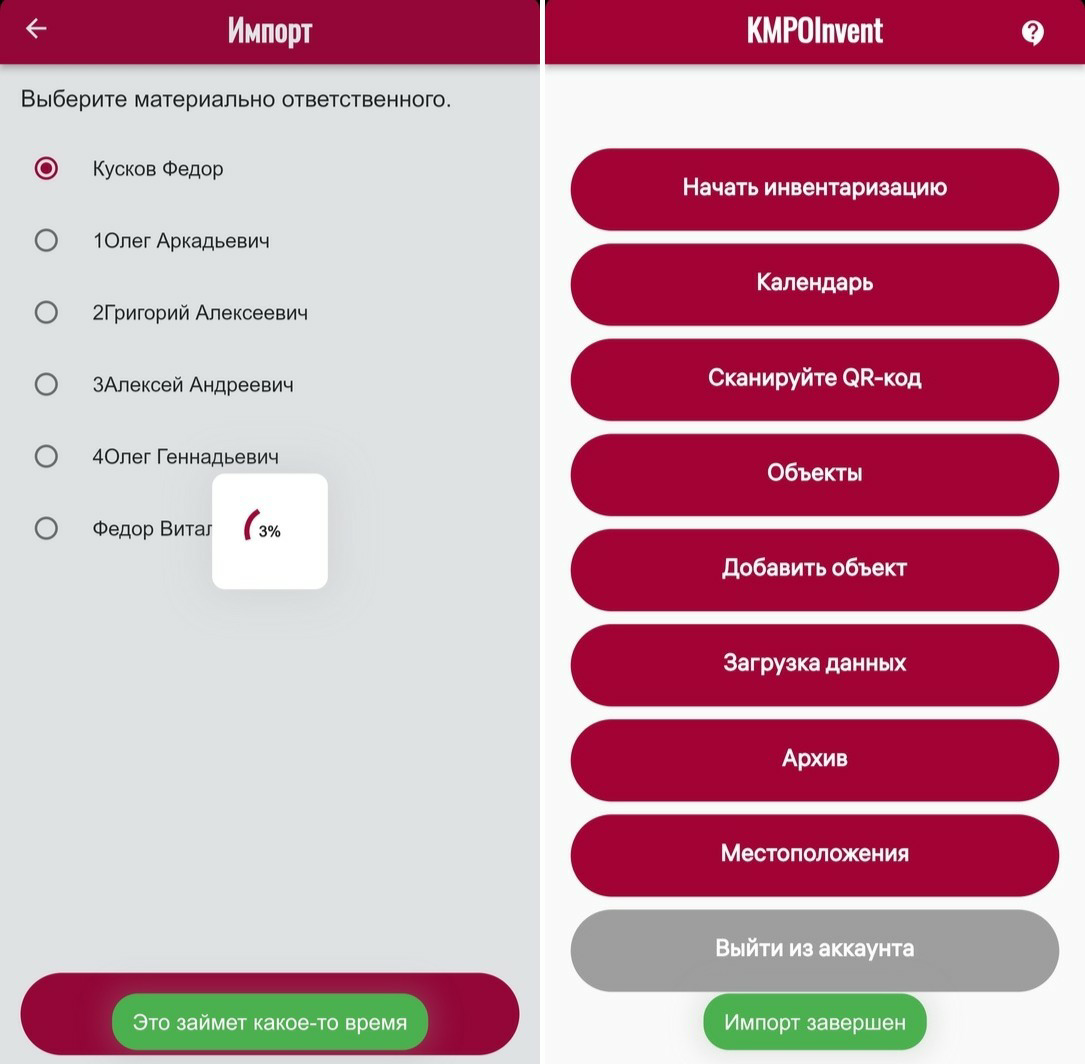 Импорт
Выберите материально ответственного.
Кусков Федор
1Олег Аркадьевич
2Григорий Алексеевич
3Алексей Андреевич
4Олег Геннадьевич
Федор
3%
Это займет какое-то время
KMPOInvent
Начать инвентаризацию
Календарь
Сканируйте QR-код
Объекты
Добавить объект
Загрузка данных
Архив
Местоположения
Выйти из аккаунта
Импорт завершен